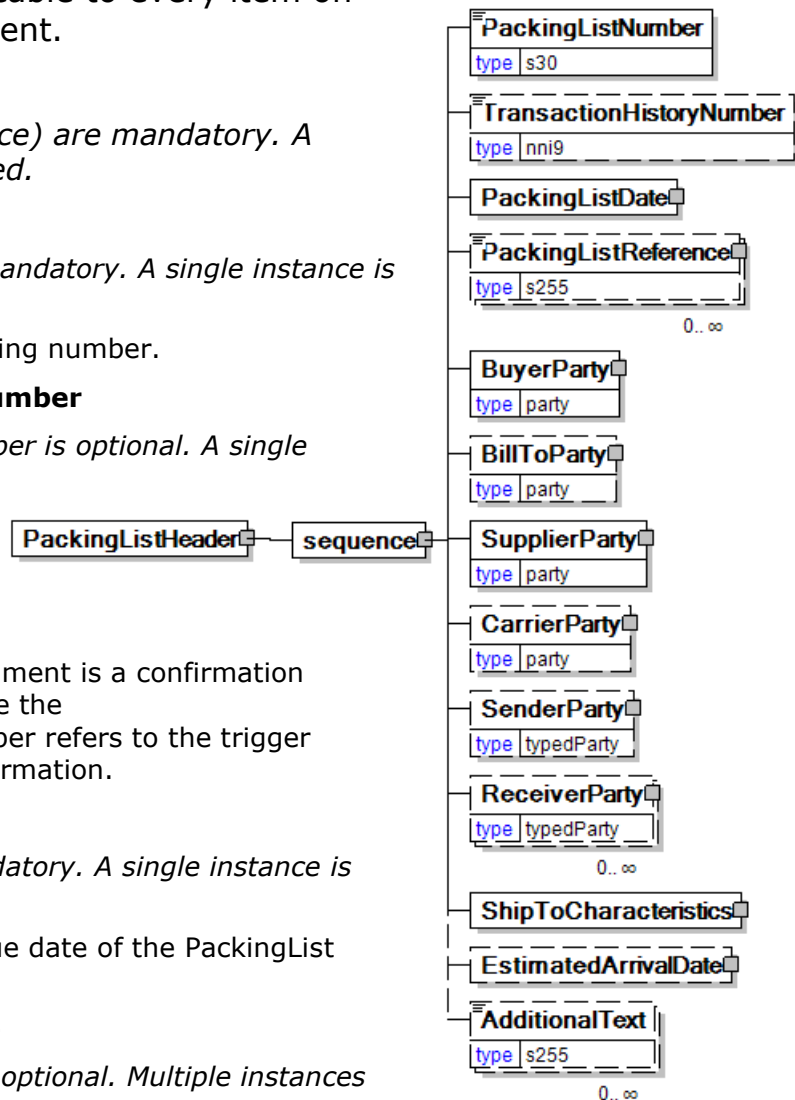 cable to every item on
ent.
ce) are mandatory. A
ed.
andatory. A single instance is
ing number.
umber
er is optional. A single
ment is a confirmation
e the
ber refers to the trigger
rmation.
datory. A single instance is
ue date of the PackingList
optional. Multiple instances
PackingListHeader
sequence
PackingListNumber
type s30
TransactionHistoryNumber
type nni9
PackingListDate
PackingListReference
type s255
0.. ∞
BuyerParty
type party
BillToParty
type party
SupplierParty
type party
CarrierParty
type party
SenderParty
type typedParty
ReceiverParty
type typedParty
0.. ∞
ShipToCharacteristics
EstimatedArrivalDate
AdditionalText
type s255
0.. ∞